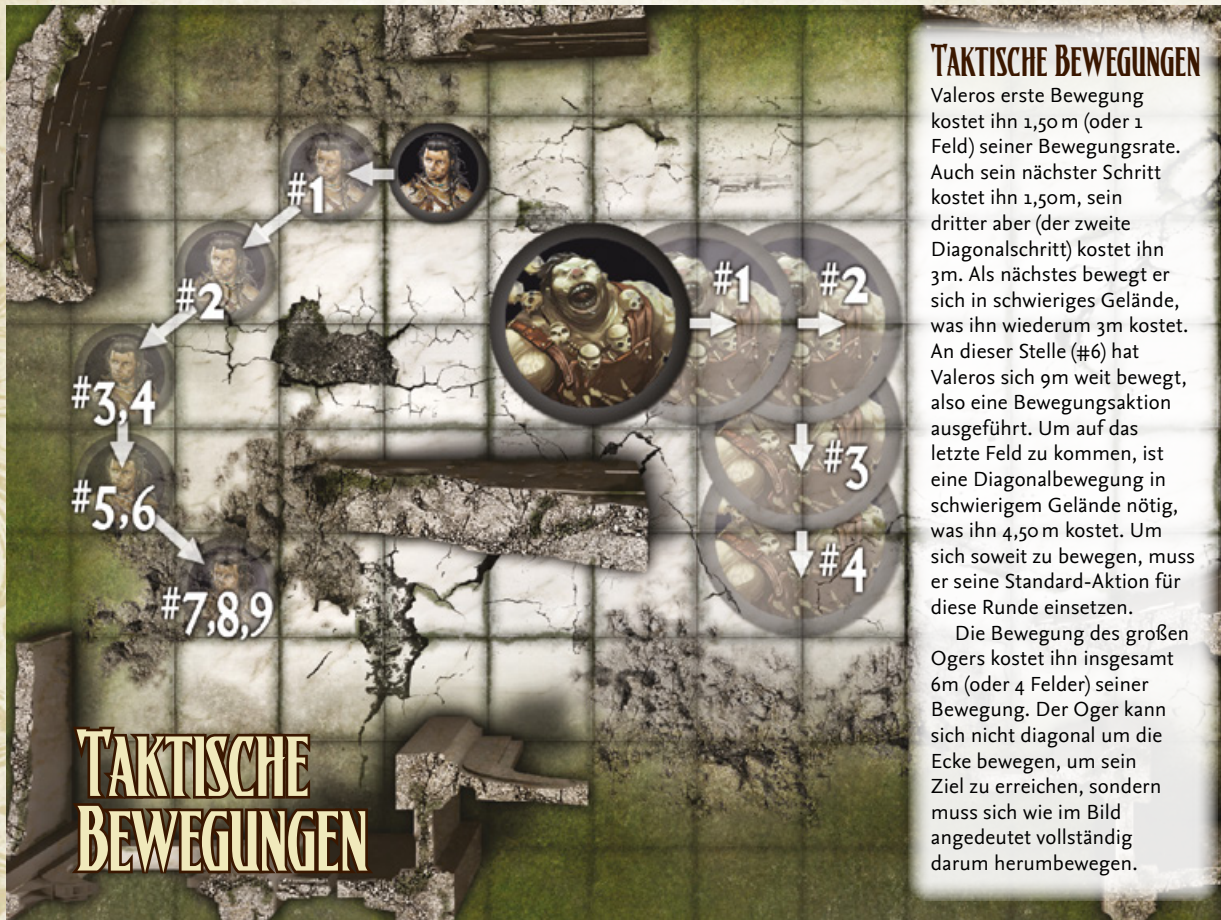 #1
#2
#3,4
#5,6
#7,8,9
#1
#2
#3
#4
TAKTISCHE
BEWEGUNGEN
TAKTISCHE BEWEGUNGEN
Valeros erste Bewegung
kostet ihn 1,50 m (oder 1
Feld) seiner Bewegungsrate.
Auch sein nächster Schritt
kostet ihn 1,50m, sein
dritter aber (der zweite
Diagonalschritt) kostet ihn
3m. Als nächstes bewegt er
sich in schwieriges Gelände,
was ihn wiederum 3m kostet.
An dieser Stelle (#6) hat
Valeros sich 9m weit bewegt,
also eine Bewegungsaktion
ausgeführt. Um auf das
letzte Feld zu kommen, ist
eine Diagonalbewegung in
schwierigem Gelände nötig,
was ihn 4,50 m kostet. Um
sich soweit zu bewegen, muss
er seine Standard-Aktion für
diese Runde einsetzen.
Die Bewegung des großen
Ogers kostet ihn insgesamt
6m (oder 4 Felder) seiner
Bewegung. Der Oger kann
sich nicht diagonal um die
Ecke bewegen, um sein
Ziel zu erreichen, sondern
muss sich wie im Bild
angedeutet vollständig
darum herumbewegen.